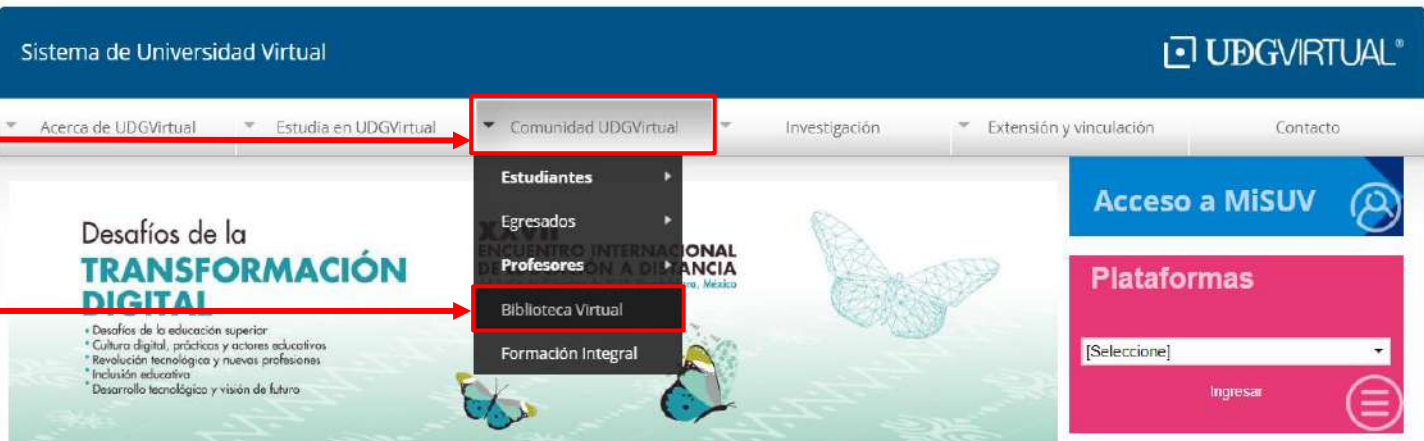 Sistema de Universidad Virtual
UDGVIRTUAL®
Acerca de UDGVirtual
Estudia en UDGVirtual
Comunidad UDGVirtual
Investigación
Extensión y vinculación
Contacto
Estudiantes
Egresados
Profesores
Biblioteca Virtual
Formación Integral
Desafíos de la
TRANSFORMACIÓN
DIGITAL
• Desafíos de la educación superior
• Cultura digital, prácticas y actores educativos
• Revolución tecnológica y nuevas profesiones
• Inclusión educativa
• Desarrollo tecnológico y visión de futuro
XXVII
ENCUENTRO INTERNACIONAL
DE EDUCACIÓN A DISTANCIA
México
Acceso a MiSUV
Plataformas
[Seleccione]
Ingresar